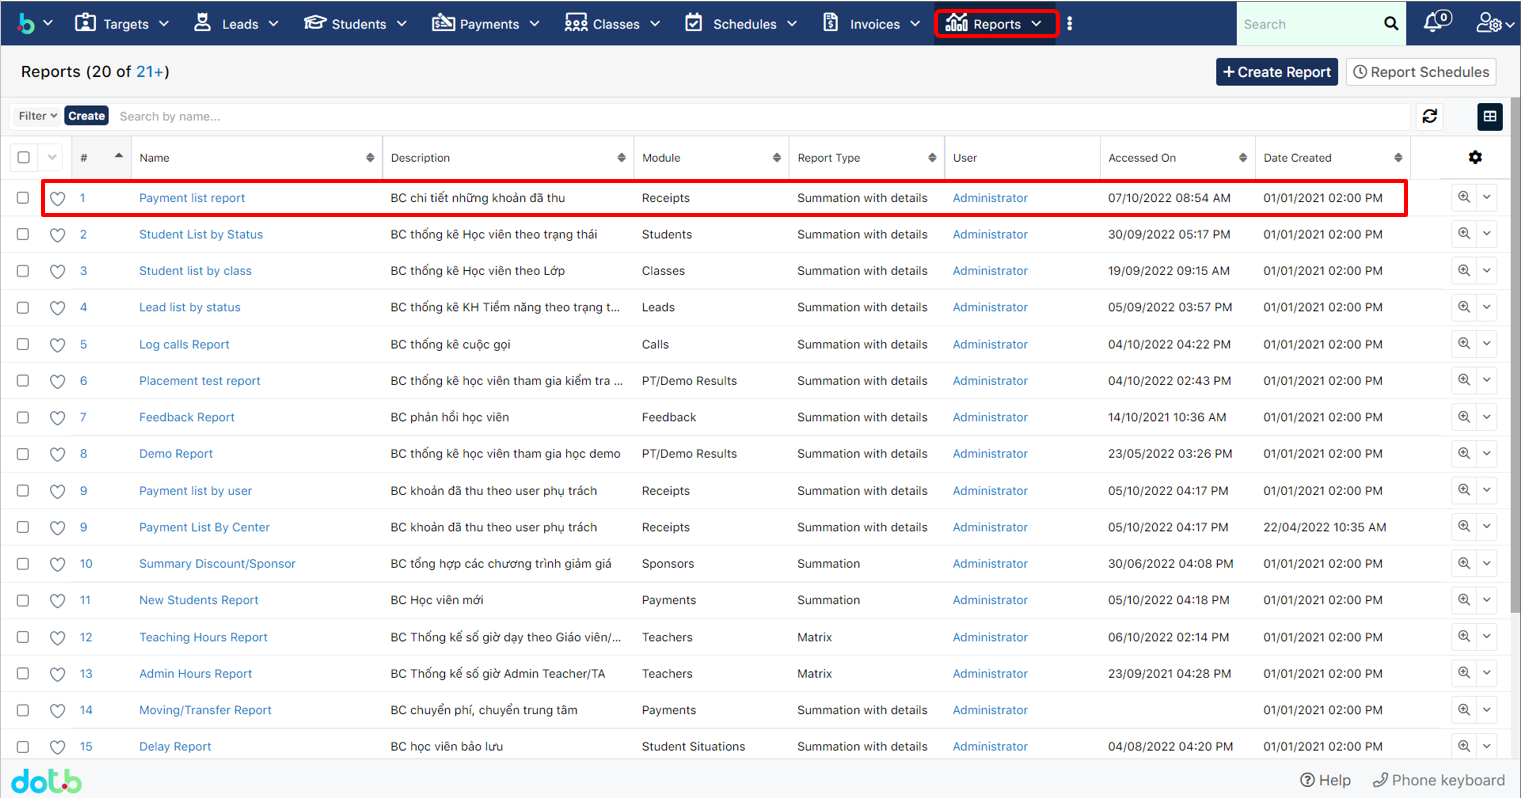 b Targets Leads Students Payments Classes Schedules Invoices Reports Search 0
Reports (20 of 21+) + Create Report Report Schedules
Filter Create Search by name...
# Name Description Module Report Type User Accessed On Date Created
1 Payment list report BC chi tiết những khoản đã thu Receipts Summation with details Administrator 07/10/2022 08:54 AM 01/01/2021 02:00 PM
2 Student List by Status BC thống kê Học viên theo trạng thái Students Summation with details Administrator 30/09/2022 05:17 PM 01/01/2021 02:00 PM
3 Student list by class BC thống kê Học viên theo Lớp Classes Summation with details Administrator 19/09/2022 09:15 AM 01/01/2021 02:00 PM
4 Lead list by status BC thống kê KH Tiềm năng theo trạng t... Leads Summation with details Administrator 05/09/2022 03:57 PM 01/01/2021 02:00 PM
5 Log calls Report BC thống kê cuộc gọi Calls Summation with details Administrator 04/10/2022 04:22 PM 01/01/2021 02:00 PM
6 Placement test report BC thống kê học viên tham gia kiểm tra ... PT/Demo Results Summation with details Administrator 04/10/2022 02:43 PM 01/01/2021 02:00 PM
7 Feedback Report BC phản hồi học viên Feedback Summation with details Administrator 14/10/2021 10:36 AM 01/01/2021 02:00 PM
8 Demo Report BC thống kê học viên tham gia học demo PT/Demo Results Summation with details Administrator 23/05/2022 03:26 PM 01/01/2021 02:00 PM
9 Payment list by user BC khoản đã thu theo user phụ trách Receipts Summation with details Administrator 05/10/2022 04:17 PM 01/01/2021 02:00 PM
9 Payment List By Center BC khoản đã thu theo user phụ trách Receipts Summation with details Administrator 05/10/2022 04:17 PM 22/04/2022 10:35 AM
10 Summary Discount/Sponsor BC tổng hợp các chương trình giảm giá Sponsors Summation Administrator 30/06/2022 04:08 PM 01/01/2021 02:00 PM
11 New Students Report BC Học viên mới Payments Summation Administrator 05/10/2022 04:18 PM 01/01/2021 02:00 PM
12 Teaching Hours Report BC Thống kế số giờ dạy theo Giáo viên/... Teachers Matrix Administrator 06/10/2022 02:14 PM 01/01/2021 02:00 PM
13 Admin Hours Report BC Thống kế số giờ Admin Teacher/TA Teachers Matrix Administrator 23/09/2021 04:28 PM 01/01/2021 02:00 PM
14 Moving/Transfer Report BC chuyển phí, chuyển trung tâm Payments Summation with details Administrator 01/01/2021 02:00 PM
15 Delay Report BC học viên bảo lưu Student Situations Summation with details Administrator 04/08/2022 04:20 PM 01/01/2021 02:00 PM
dotb Help Phone keyboard